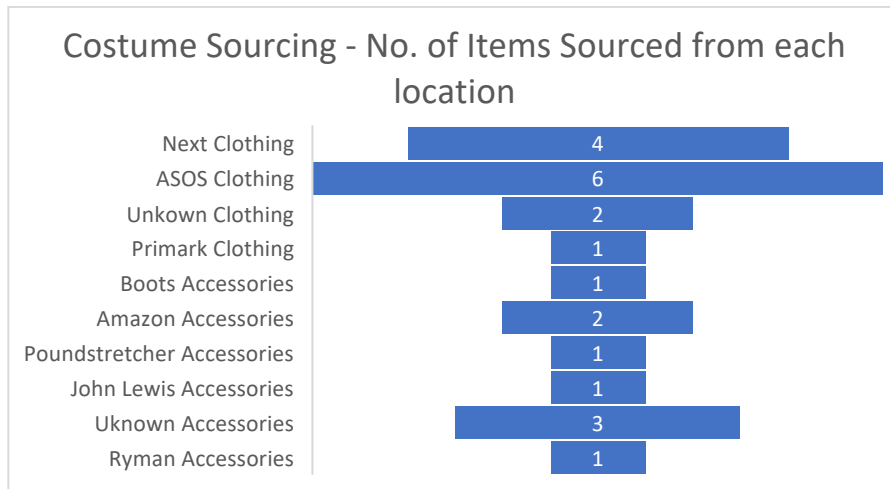 Costume Sourcing - No. of Items Sourced from each
location
Next Clothing 4
ASOS Clothing 6
Unkown Clothing 2
Primark Clothing 1
Boots Accessories 1
Amazon Accessories 2
Poundstretcher Accessories 1
John Lewis Accessories 1
Uknown Accessories 3
Ryman Accessories 1